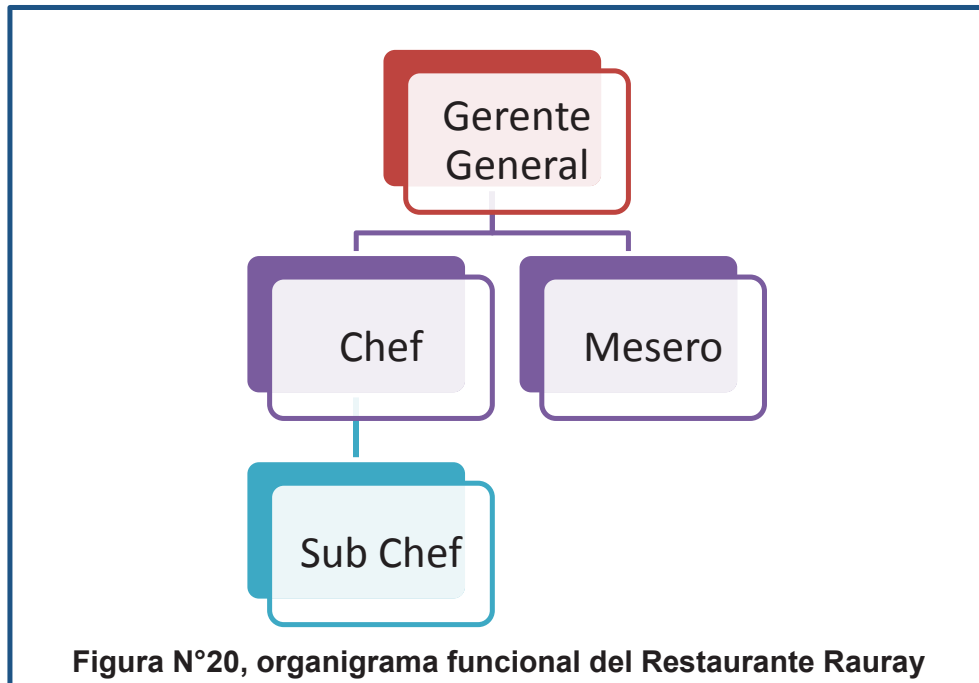 Gerente
General
Chef
Mesero
Sub Chef
Figura N°20, organigrama funcional del Restaurante Rauray